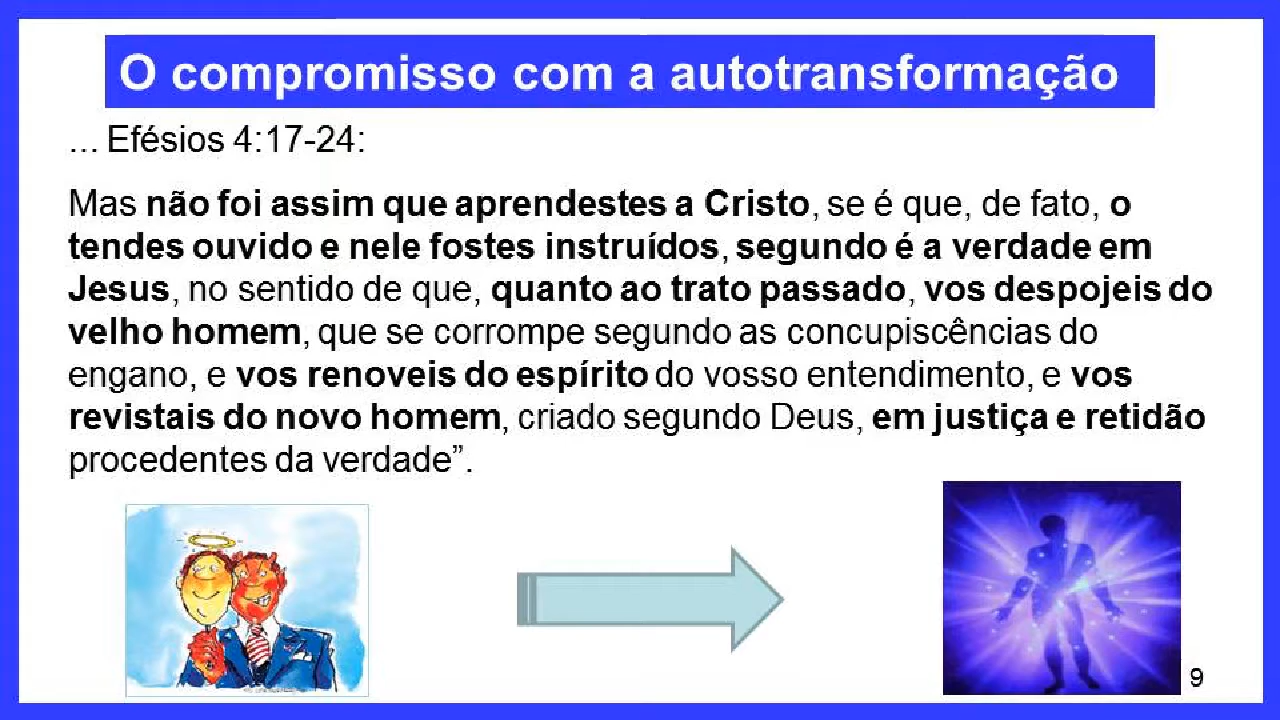 O compromisso com a autotransformação
... Efésios 4:17-24:
Mas não foi assim que aprendestes a Cristo, se é que, de fato, o
tendes ouvido e nele fostes instruídos, segundo é a verdade em
Jesus, no sentido de que, quanto ao trato passado, vos despojeis do
velho homem, que se corrompe segundo as concupiscências do
engano, e vos renoveis do espírito do vosso entendimento, e vos
revistais do novo homem, criado segundo Deus, em justiça e retidão
procedentes da verdade”.
9